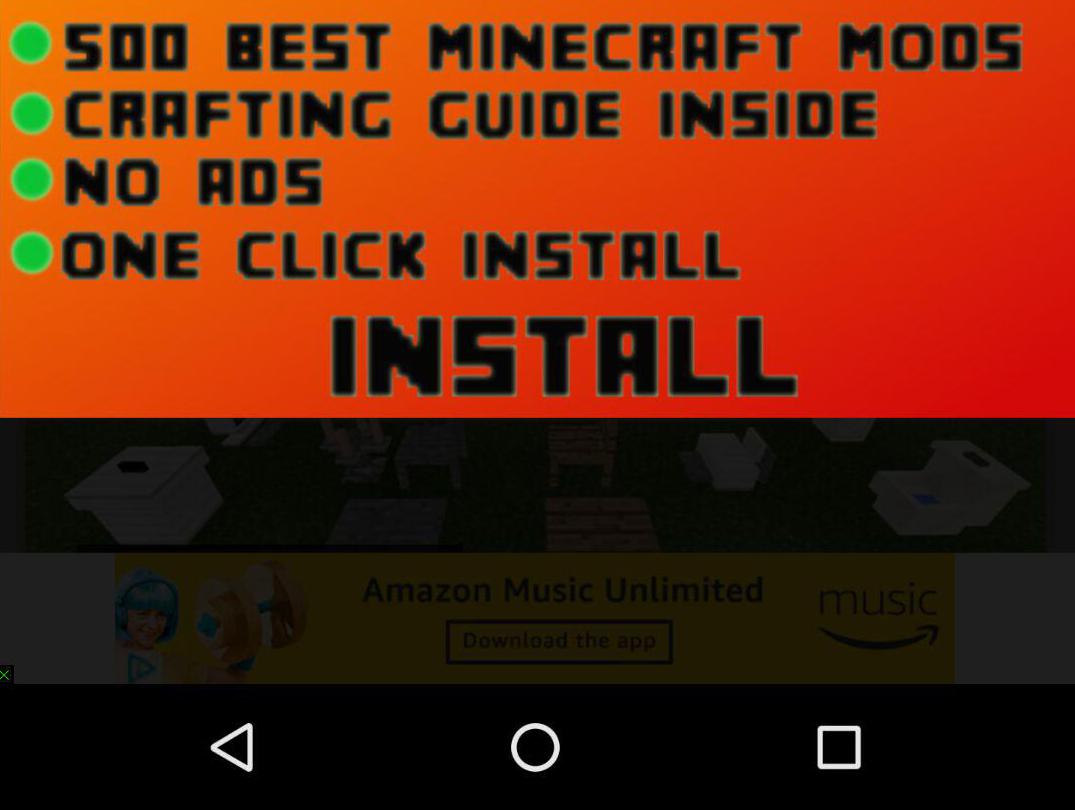 500 BEST MINECRAFT MODS
CRAFTING GUIDE INSIDE
NO ADS
ONE CLICK INSTALL
INSTALL
Amazon Music Unlimited
Download the app
music